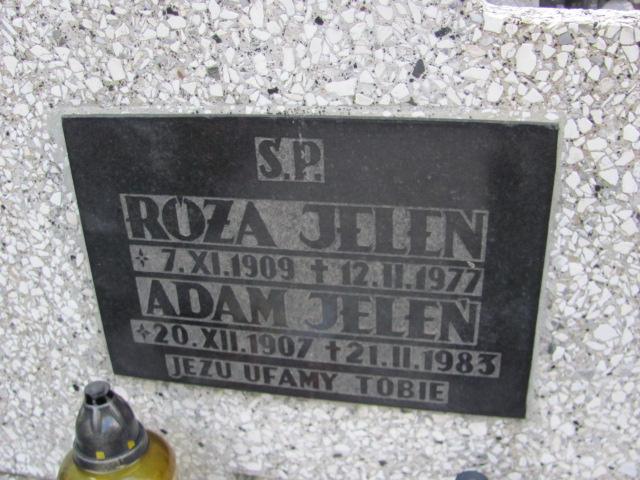 Ś.P.
RÓŻA JELEŃ
* 7.XI.1909 † 12.II.1977
ADAM JELEŃ
* 20.XII.1907 † 21.II.1983
JEZU UFAMY TOBIE